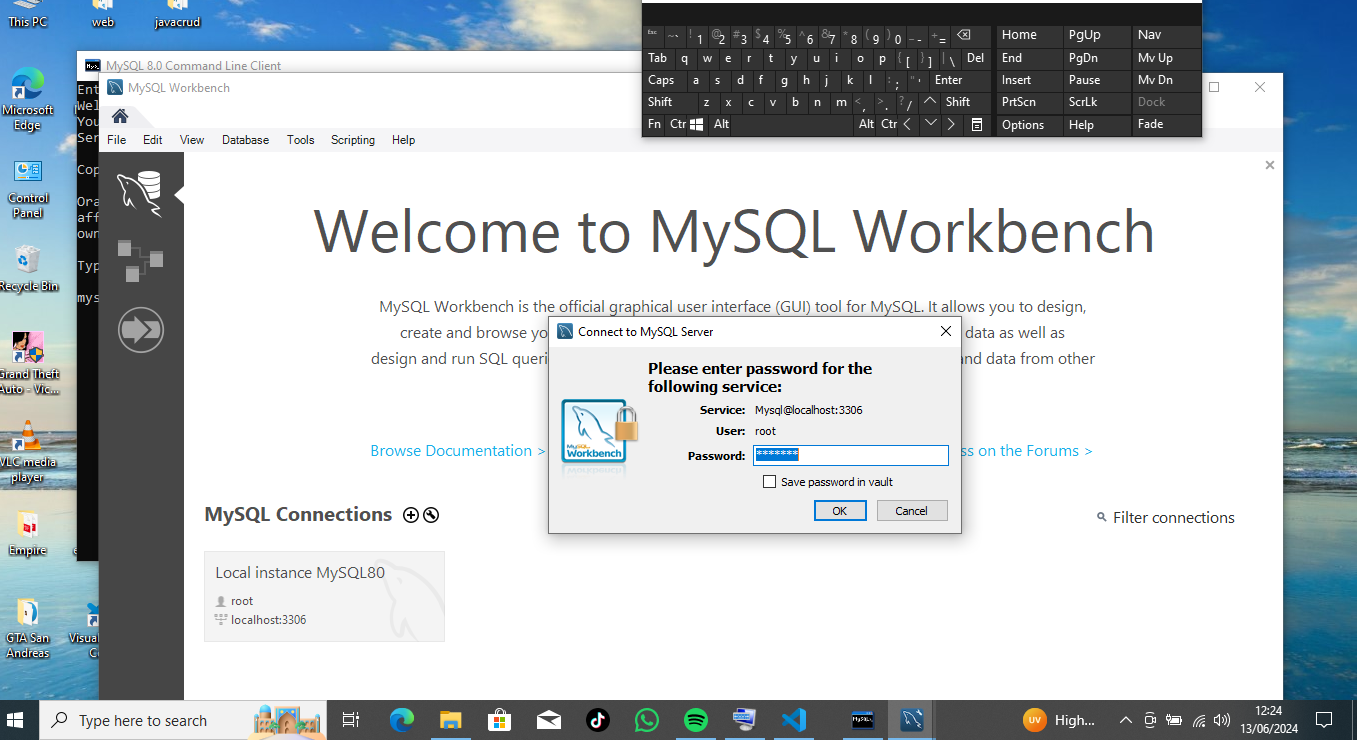 This PC
web
javacrud
Microsoft
Edge
Control
Panel
Recycle Bin
Grand Theft
Auto - Vic...
VLC media
player
Empire
GTA San
Andreas
Visual
MySQL 8.0 Command Line Client
Ent
Wel
You
Ser
Cop
Ora
aff
own
Typ
mys
MySQL Workbench
File Edit View Database Tools Scripting Help
Esc ~ ` ! 1 @ 2 # 3 $ 4 % 5 ^ 6 & 7 * 8 ( 9 ) 0 _ - + = Home PgUp Nav
Tab q w e r t y u i o p { [ } ] | \ Del End PgDn Mv Up
Caps a s d f g h j k l : ; " ' Enter Insert Pause Mv Dn
Shift z x c v b n m < , > . ? / Shift PrtScn ScrLk Dock
Fn Ctr Alt Alt Ctr Options Help Fade
Welcome to MySQL Workbench
MySQL Workbench is the official graphical user interface (GUI) tool for MySQL. It allows you to design,
create and browse yo data as well as
design and run SQL queri and data from other
Browse Documentation > ss on the Forums >
Connect to MySQL Server
Please enter password for the
following service:
Service: Mysql@localhost:3306
User: root
Password: *******
Save password in vault
OK Cancel
MySQL
Workbench
MySQL Connections
Filter connections
Local instance MySQL80
root
localhost:3306
Type here to search
UV High...
12:24
13/06/2024